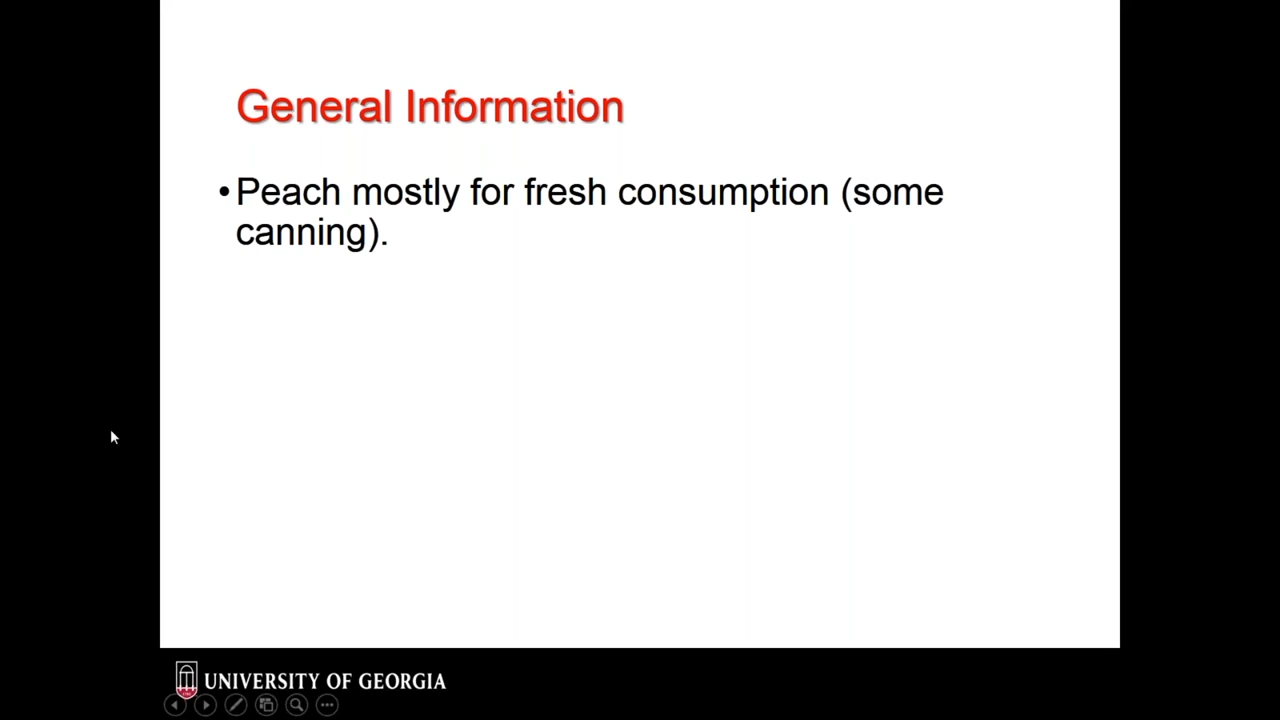 General Information
• Peach mostly for fresh consumption (some
canning).
UNIVERSITY OF GEORGIA